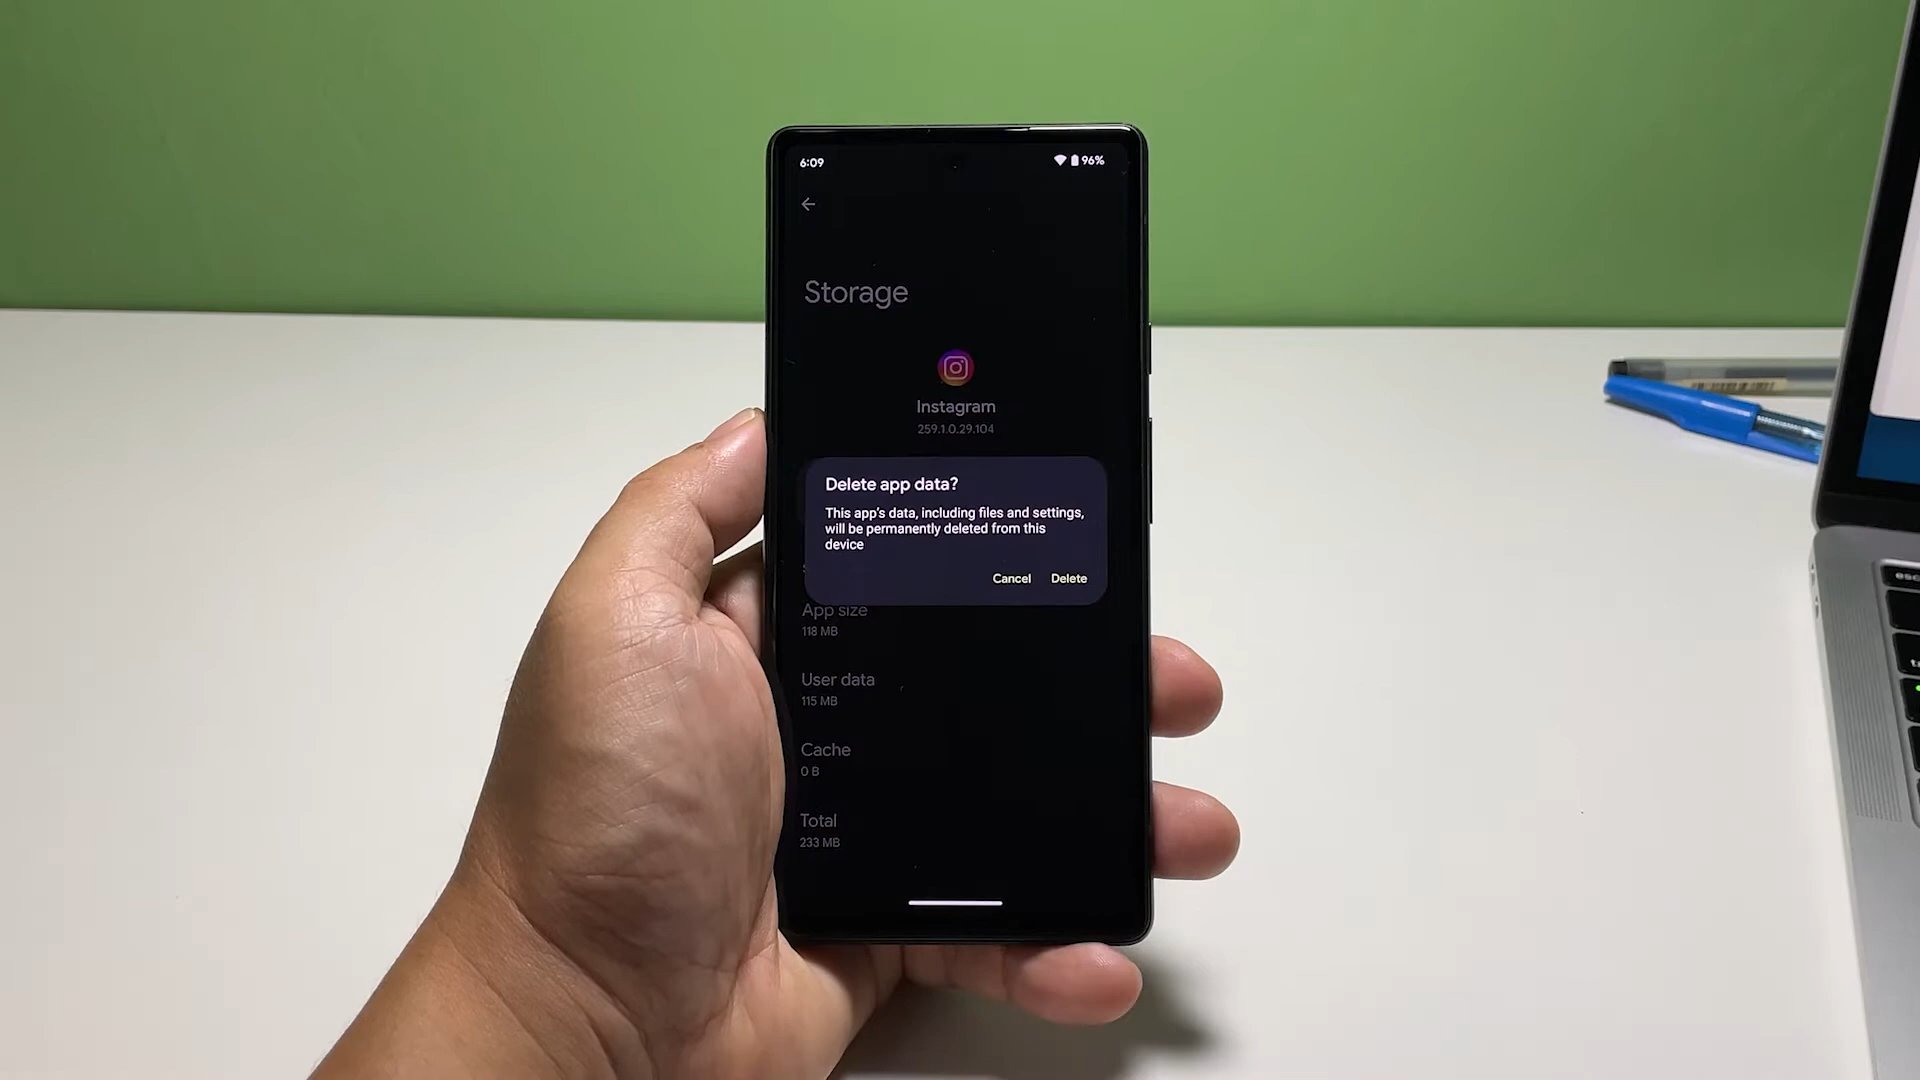 6:09
96%
Storage
Instagram
259.1.0.29.104
Delete app data?
This app's data, including files and settings,
will be permanently deleted from this
device
Cancel Delete
App size
118 MB
User data
115 MB
Cache
0 B
Total
233 MB
esc